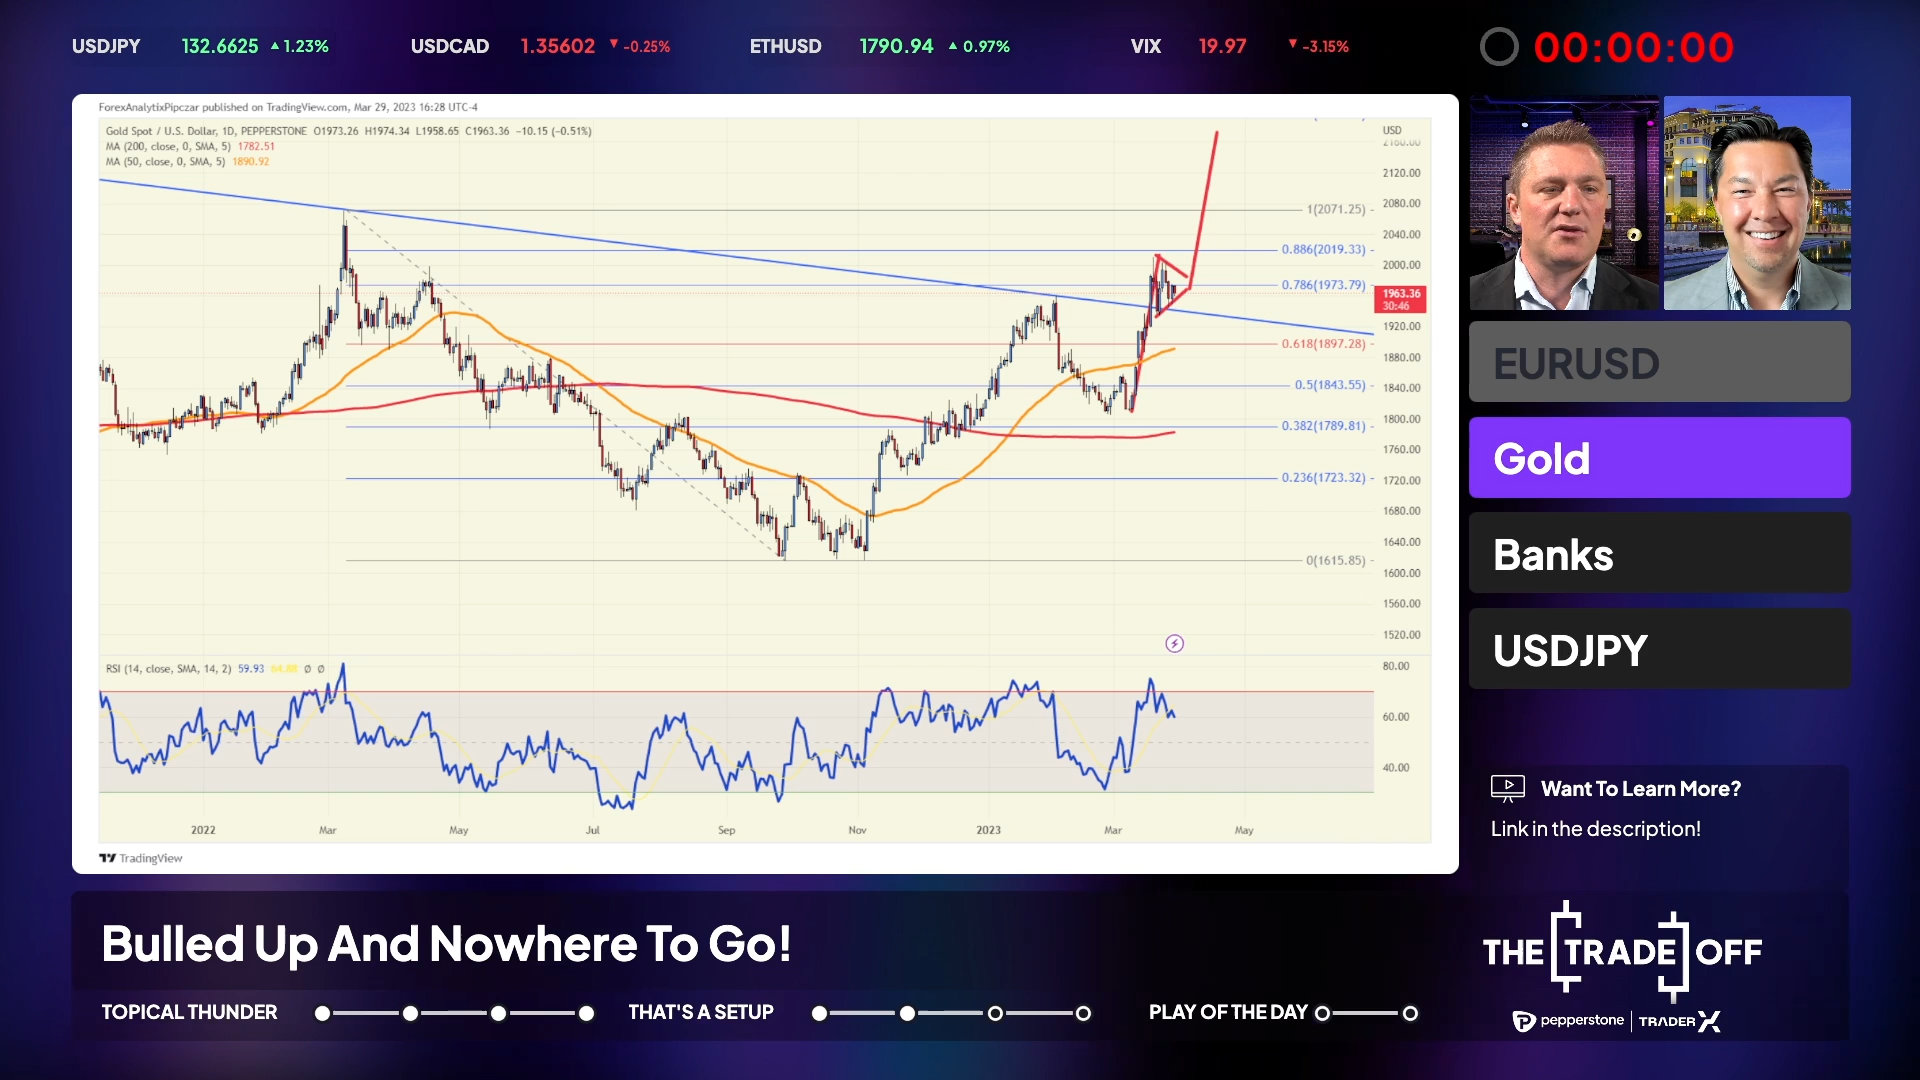 USDJPY 132.6625 ▲ 1.23% USDCAD 1.35602 ▼ -0.25% ETHUSD 1790.94 ▲ 0.97% VIX 19.97 ▼ -3.15% 00:00:00
ForexAnalytixPipczar published on TradingView.com, Mar 29, 2023 16:28 UTC-4
Gold Spot / U.S. Dollar, 1D, PEPPERSTONE O1973.26 H1974.34 L1958.65 C1963.36 −10.15 (−0.51%)
MA (200, close, 0, SMA, 5) 1782.51
MA (50, close, 0, SMA, 5) 1890.92
USD
2160.00
2120.00
2080.00
2040.00
2000.00
1963.36
30:46
1920.00
1880.00
1840.00
1800.00
1760.00
1720.00
1680.00
1640.00
1600.00
1560.00
1520.00
1(2071.25)
0.886(2019.33)
0.786(1973.79)
0.618(1897.28)
0.5(1843.55)
0.382(1789.81)
0.236(1723.32)
0(1615.85)
RSI (14, close, SMA, 14, 2) 59.93 Ø Ø
80.00
60.00
40.00
2022 Mar May Jul Sep Nov 2023 Mar May
TradingView
EURUSD
Gold
Banks
USDJPY
Want To Learn More?
Link in the description!
Bulled Up And Nowhere To Go!
TOPICAL THUNDER THAT'S A SETUP PLAY OF THE DAY
THE TRADE OFF
pepperstone | TRADER X